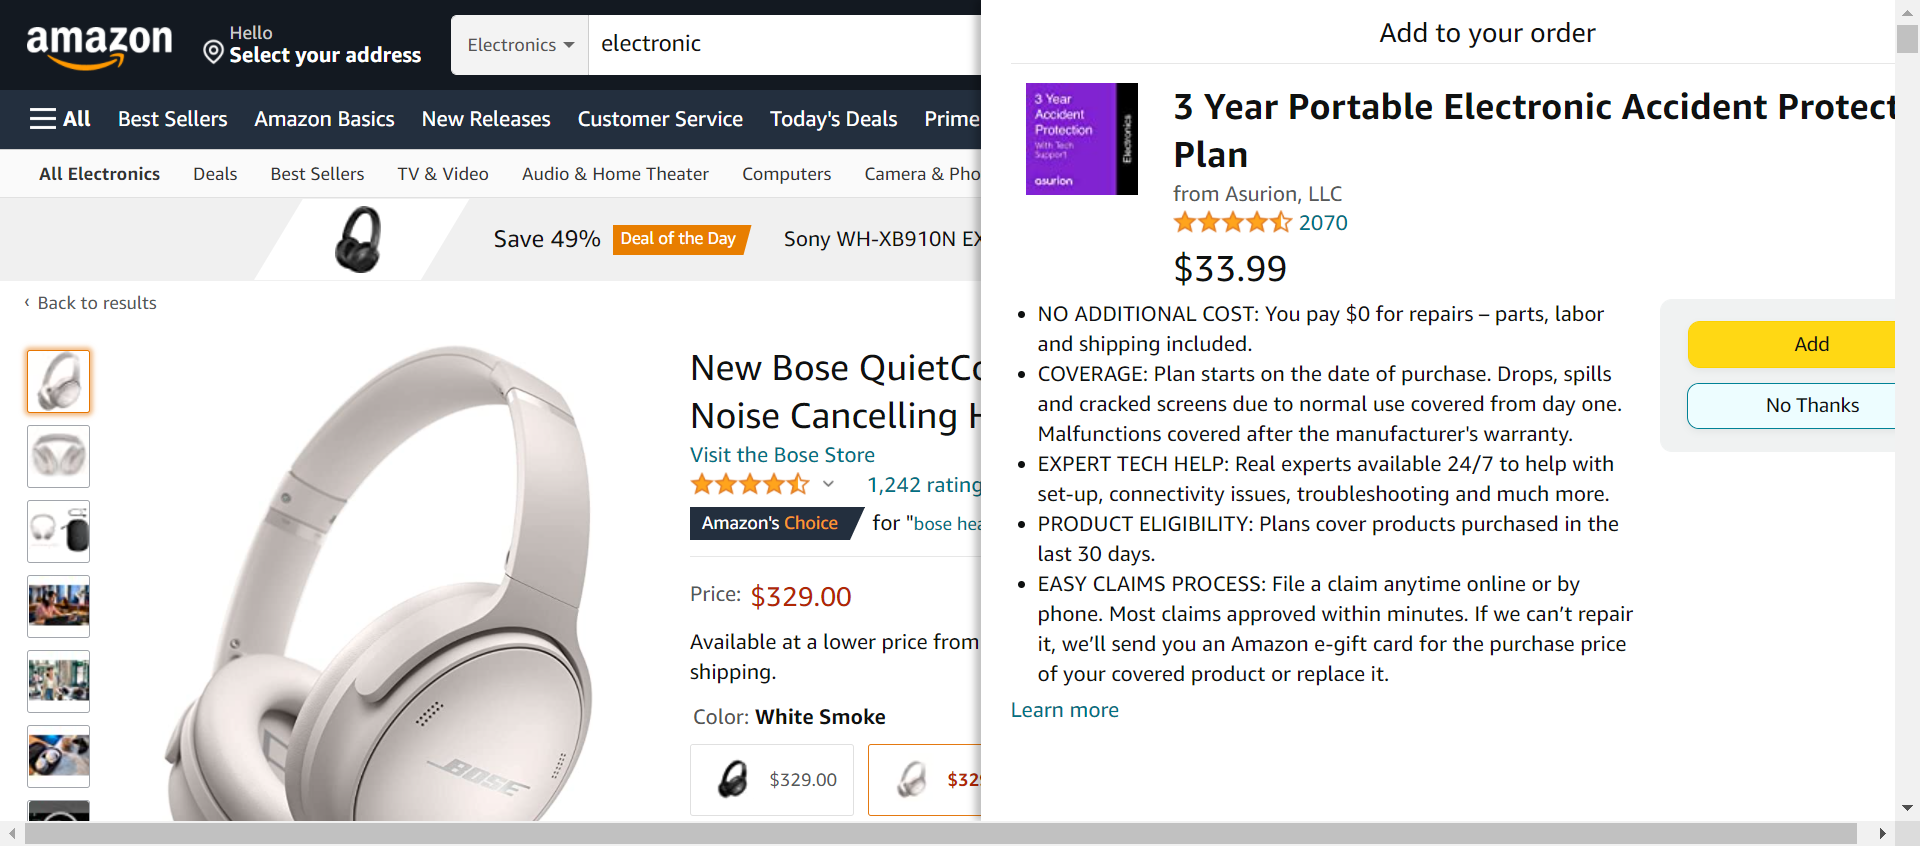 amazon
Hello
Select your address
Electronics
electronic
All
Best Sellers
Amazon Basics
New Releases
Customer Service
Today's Deals
Prime
All Electronics
Deals
Best Sellers
TV & Video
Audio & Home Theater
Computers
Camera & Pho
Save 49%
Deal of the Day
Sony WH-XB910N EX
‹ Back to results
New Bose QuietCo
Noise Cancelling H
Visit the Bose Store
1,242 rating
Amazon's Choice
for "bose hea
Price: $329.00
Available at a lower price from
shipping.
Color: White Smoke
$329.00
$32
BOSE
Add to your order
3 Year
Accident
Protection
With Tech
Support
asurion
Electronics
3 Year Portable Electronic Accident Protect
Plan
from Asurion, LLC
2070
$33.99
• NO ADDITIONAL COST: You pay $0 for repairs – parts, labor
and shipping included.
• COVERAGE: Plan starts on the date of purchase. Drops, spills
and cracked screens due to normal use covered from day one.
Malfunctions covered after the manufacturer's warranty.
• EXPERT TECH HELP: Real experts available 24/7 to help with
set-up, connectivity issues, troubleshooting and much more.
• PRODUCT ELIGIBILITY: Plans cover products purchased in the
last 30 days.
• EASY CLAIMS PROCESS: File a claim anytime online or by
phone. Most claims approved within minutes. If we can’t repair
it, we’ll send you an Amazon e-gift card for the purchase price
of your covered product or replace it.
Learn more
Add
No Thanks